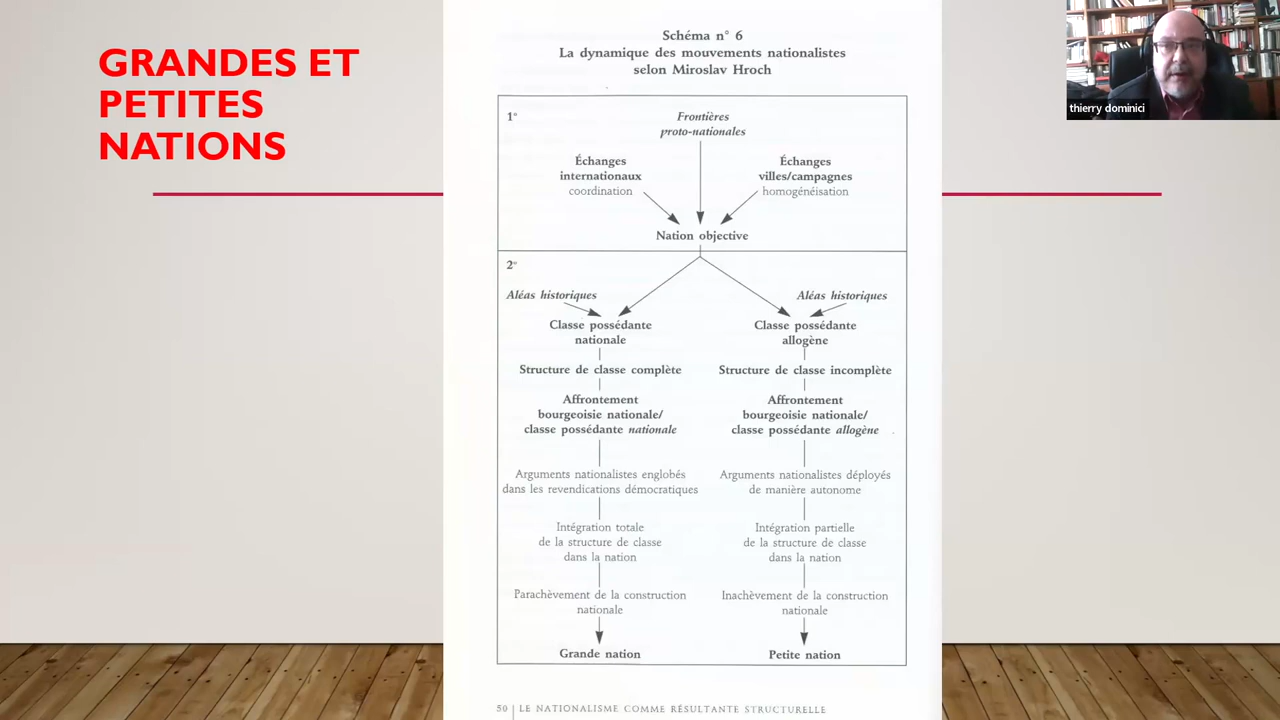 GRANDES ET
PETITES
NATIONS
thierry dominici
Schéma n° 6
La dynamique des mouvements nationalistes
selon Miroslav Hroch
1°
Frontières
proto-nationales
Échanges
internationaux
coordination
Échanges
villes/campagnes
homogénéisation
Nation objective
2°
Aléas historiques
Aléas historiques
Classe possédante
nationale
Classe possédante
allogène
Structure de classe complète
Structure de classe incomplète
Affrontement
bourgeoisie nationale/
classe possédante nationale
Affrontement
bourgeoisie nationale/
classe possédante allogène
Arguments nationalistes englobés
dans les revendications démocratiques
Arguments nationalistes déployés
de manière autonome
Intégration totale
de la structure de classe
dans la nation
Intégration partielle
de la structure de classe
dans la nation
Parachèvement de la construction
nationale
Inachèvement de la construction
nationale
Grande nation
Petite nation
50 | LE NATIONALISME COMME RÉSULTANTE STRUCTURELLE